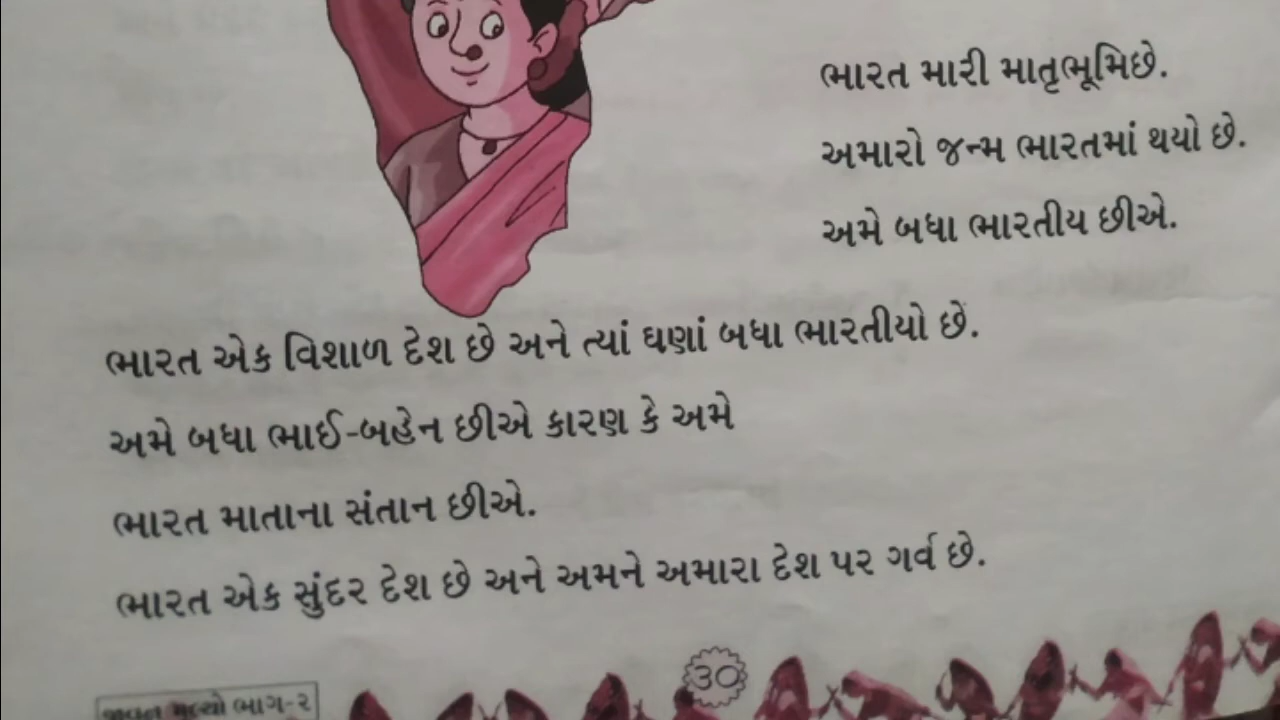 ભારત મારી માતૃભૂમિછે.
અમારો જન્મ ભારતમાં થયો છે.
અમે બધા ભારતીય છીએ.
ભારત એક વિશાળ દેશ છે અને ત્યાં ઘણાં બધા ભારતીયો છે.
અમે બધા ભાઈ-બહેન છીએ કારણ કે અમે
ભારત માતાના સંતાન છીએ.
ભારત એક સુંદર દેશ છે અને અમને અમારા દેશ પર ગર્વ છે.
30
જીવન મૂલ્યો ભાગ-૨